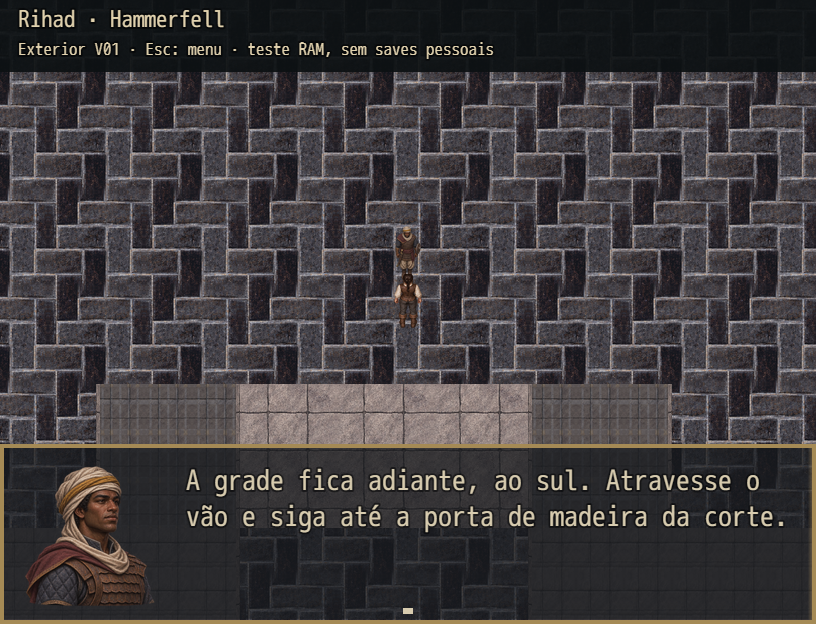 Rihad · Hammerfell
Exterior V01 · Esc: menu · teste RAM, sem saves pessoais
A grade fica adiante, ao sul. Atravesse o
vão e siga até a porta de madeira da corte.